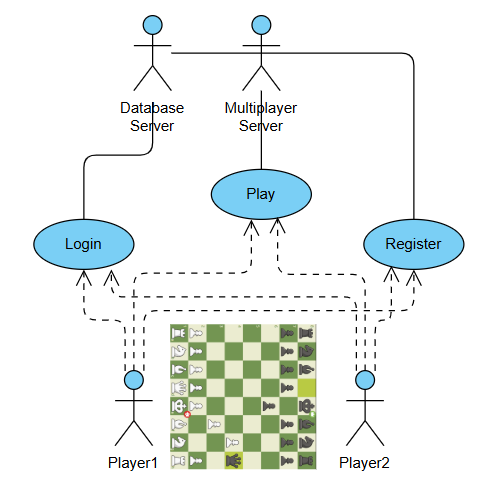 Database
Server
Multiplayer
Server
Play
Login
Register
Player1
Player2